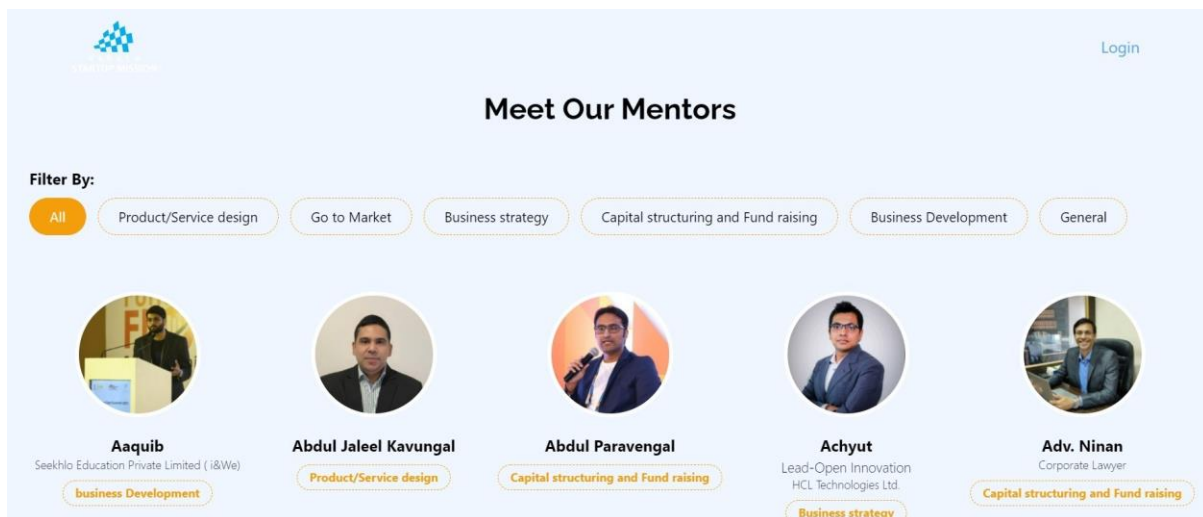 Login
Meet Our Mentors
Filter By:
All
Product/Service design
Go to Market
Business strategy
Capital structuring and Fund raising
Business Development
General
Aaquib
Seekhlo Education Private Limited ( i&We)
business Development
Abdul Jaleel Kavungal
Product/Service design
Abdul Paravengal
Capital structuring and Fund raising
Achyut
Lead-Open Innovation
HCL Technologies Ltd.
Business strategy
Adv. Ninan
Corporate Lawyer
Capital structuring and Fund raising